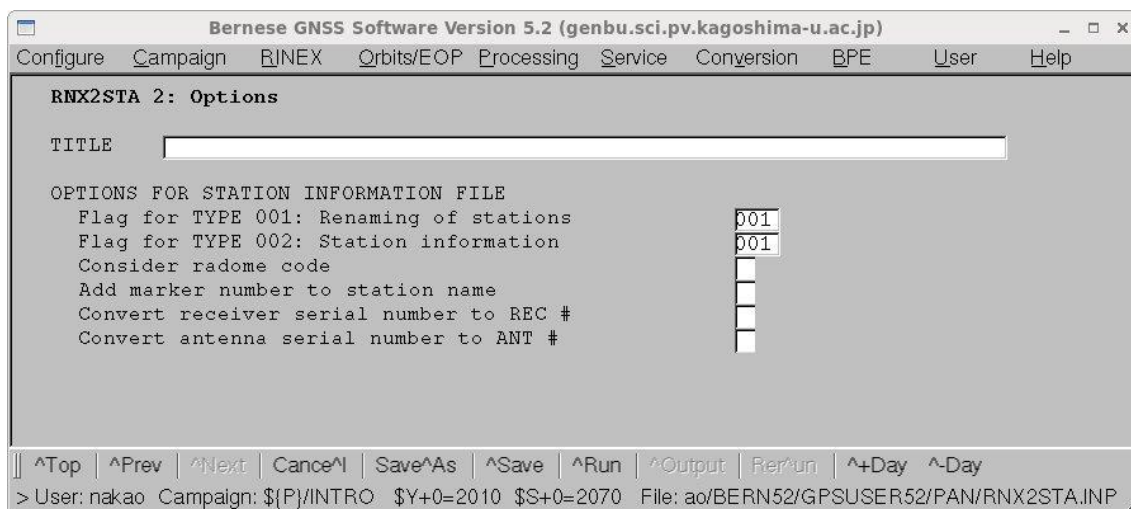 Bernese GNSS Software Version 5.2 (genbu.sci.pv.kagoshima-u.ac.jp)
Configure Campaign RINEX Orbits/EOP Processing Service Conversion BPE User Help
RNX2STA 2: Options
TITLE
OPTIONS FOR STATION INFORMATION FILE
Flag for TYPE 001: Renaming of stations 001
Flag for TYPE 002: Station information 001
Consider radome code
Add marker number to station name
Convert receiver serial number to REC #
Convert antenna serial number to ANT #
^Top | ^Prev | ^Next | Cance^l | Save^As | ^Save | ^Run | ^Output | Rer^un | ^+Day ^-Day
> User: nakao Campaign: ${P}/INTRO $Y+0=2010 $S+0=2070 File: ao/BERN52/GPSUSER52/PAN/RNX2STA.INP